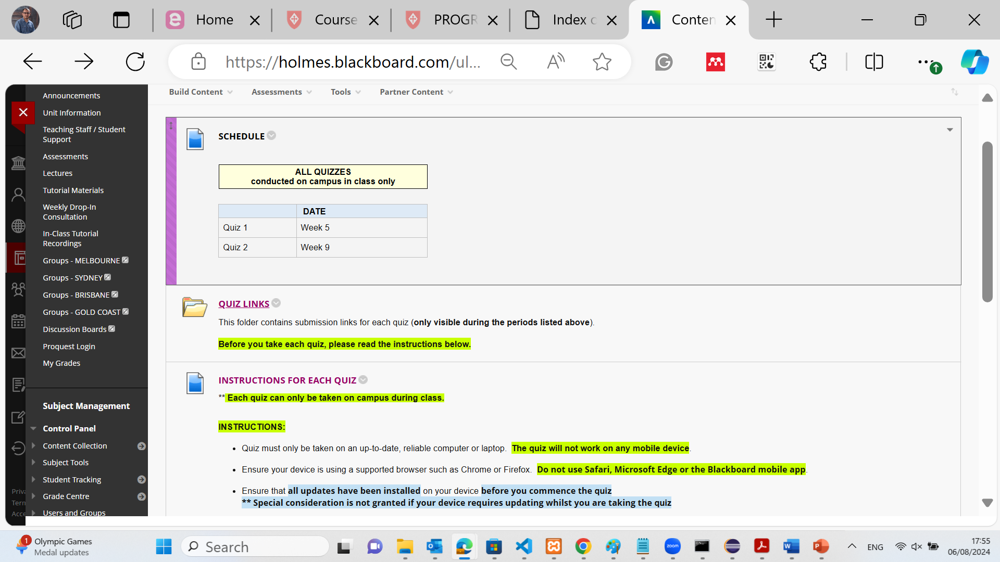 Home
Course
PROGR
Index c
Conten
https://holmes.blackboard.com/ul...
Build Content
Assessments
Tools
Partner Content
Announcements
Unit Information
Teaching Staff / Student
Support
Assessments
Lectures
Tutorial Materials
Weekly Drop-In
Consultation
In-Class Tutorial
Recordings
Groups - MELBOURNE
Groups - SYDNEY
Groups - BRISBANE
Groups - GOLD COAST
Discussion Boards
Proquest Login
My Grades
Subject Management
Control Panel
Content Collection
Subject Tools
Student Tracking
Grade Centre
Users and Groups
Priva
Term
Acce
SCHEDULE
ALL QUIZZES
conducted on campus in class only
DATE
Quiz 1 Week 5
Quiz 2 Week 9
QUIZ LINKS
This folder contains submission links for each quiz (only visible during the periods listed above).
Before you take each quiz, please read the instructions below.
INSTRUCTIONS FOR EACH QUIZ
** Each quiz can only be taken on campus during class.
INSTRUCTIONS:
• Quiz must only be taken on an up-to-date, reliable computer or laptop. The quiz will not work on any mobile device.
• Ensure your device is using a supported browser such as Chrome or Firefox. Do not use Safari, Microsoft Edge or the Blackboard mobile app.
• Ensure that all updates have been installed on your device before you commence the quiz
** Special consideration is not granted if your device requires updating whilst you are taking the quiz
1
Olympic Games
Medal updates
Search
zoom
ENG
17:55
06/08/2024